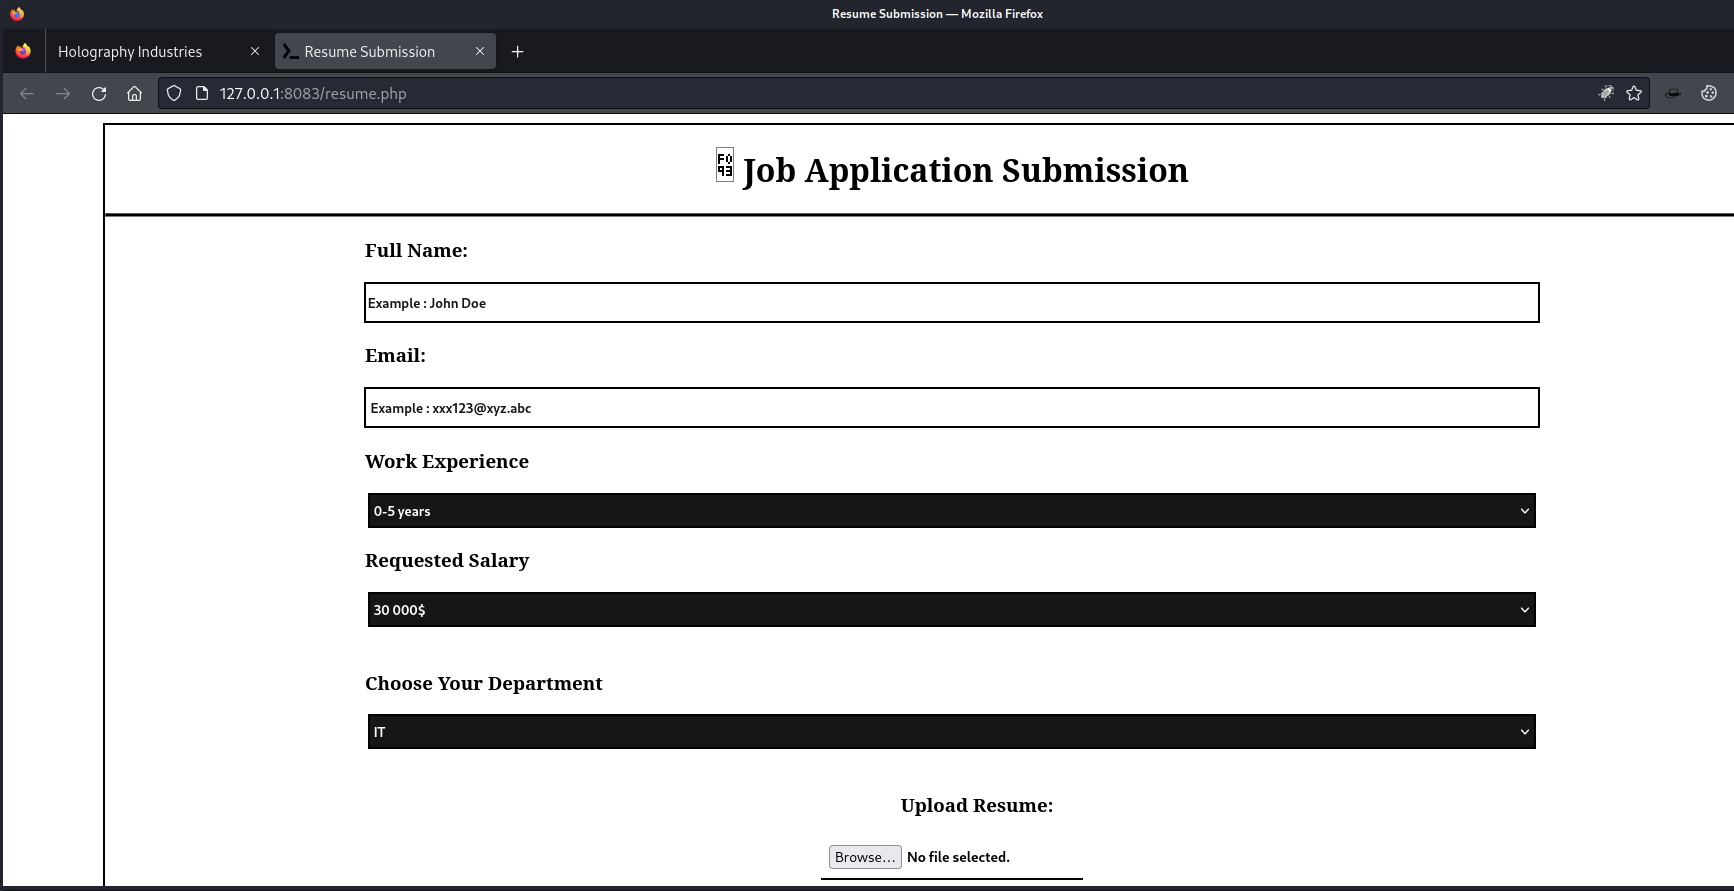 Resume Submission — Mozilla Firefox
Holography Industries
Resume Submission
127.0.0.1:8083/resume.php
F0
93
Job Application Submission
Full Name:
Example : John Doe
Email:
Example : xxx123@xyz.abc
Work Experience
0-5 years
Requested Salary
30 000$
Choose Your Department
IT
Upload Resume:
Browse... No file selected.